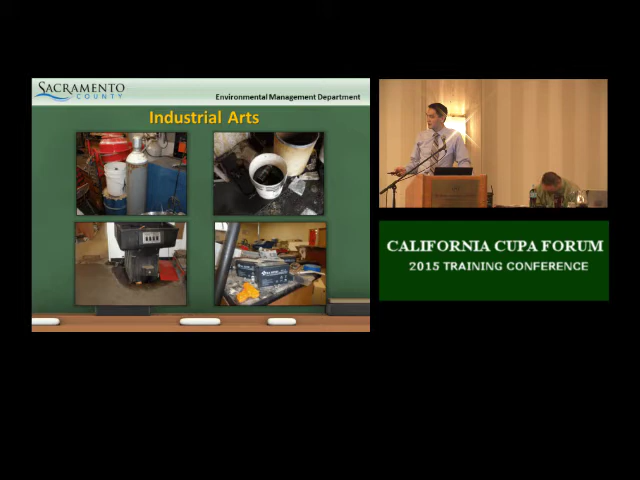 SACRAMENTO
COUNTY
Environmental Management Department
Industrial Arts
CALIFORNIA CUPA FORUM
2015 TRAINING CONFERENCE